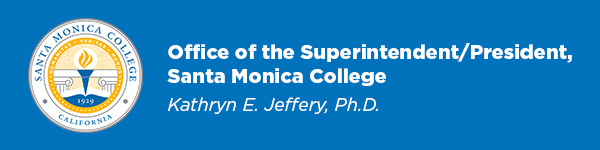 SANTA MONICA COLLEGE
1929
CALIFORNIA
Office of the Superintendent/President,
Santa Monica College
Kathryn E. Jeffery, Ph.D.